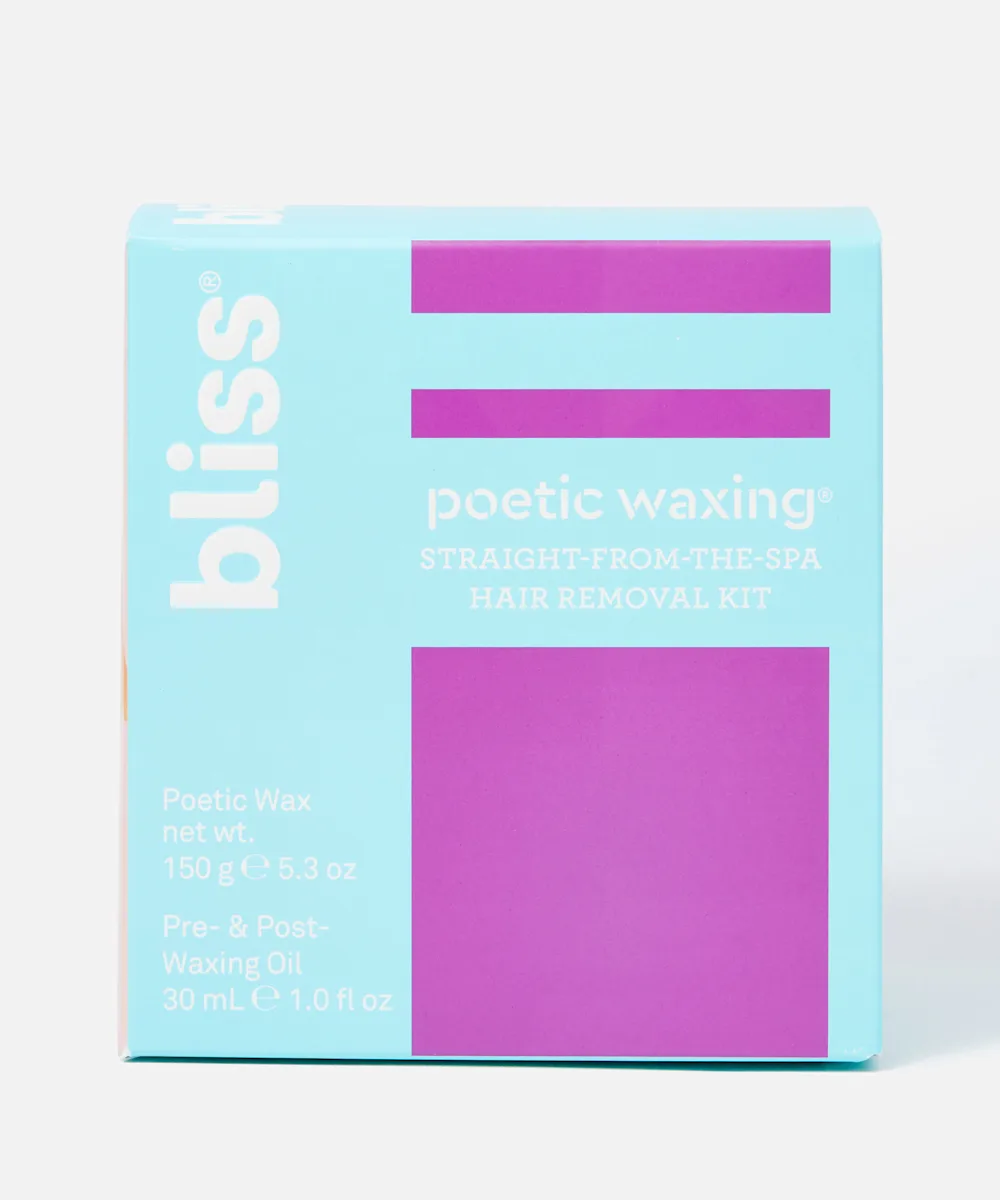 bliss®
poetic waxing®
STRAIGHT-FROM-THE-SPA
HAIR REMOVAL KIT
Poetic Wax
net wt.
150 g ℮ 5.3 oz
Pre- & Post-
Waxing Oil
30 mL ℮ 1.0 fl oz